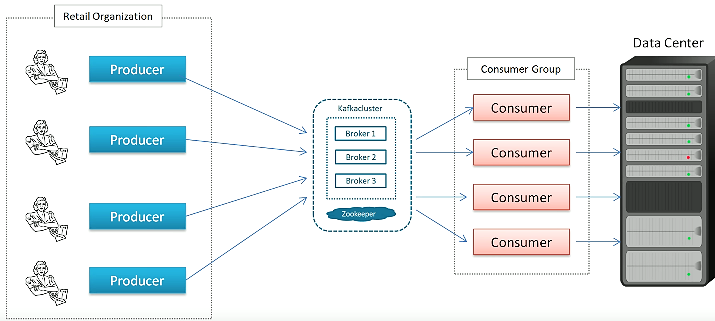 Retail Organization
Producer
Producer
Producer
Producer
Kafkacluster
Broker 1
Broker 2
Broker 3
Zookeeper
Consumer Group
Consumer
Consumer
Consumer
Consumer
Data Center